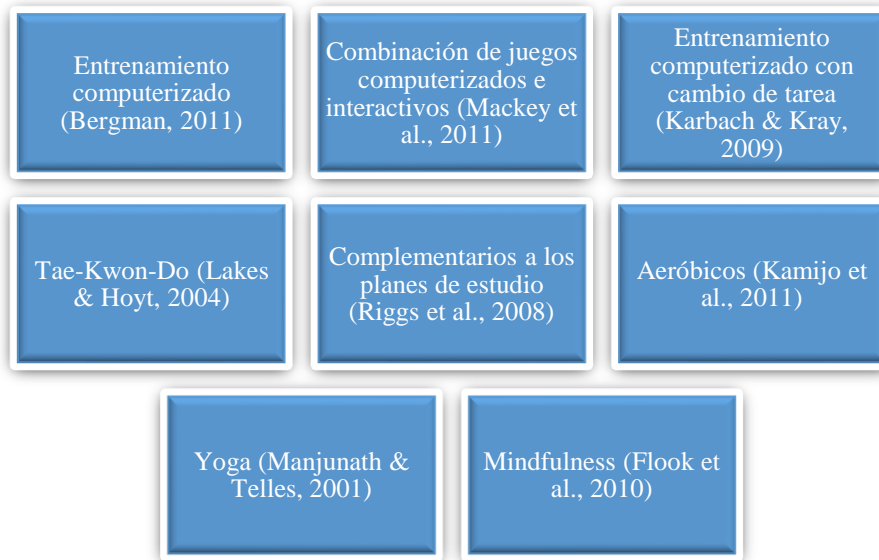 Entrenamiento
computerizado
(Bergman, 2011)
Combinación de juegos
computerizados e
interactivos (Mackey et
al., 2011)
Entrenamiento
computerizado con
cambio de tarea
(Karbach & Kray,
2009)
Tae-Kwon-Do (Lakes
& Hoyt, 2004)
Complementarios a los
planes de estudio
(Riggs et al., 2008)
Aeróbicos (Kamijo et
al., 2011)
Yoga (Manjunath &
Telles, 2001)
Mindfulness (Flook et
al., 2010)